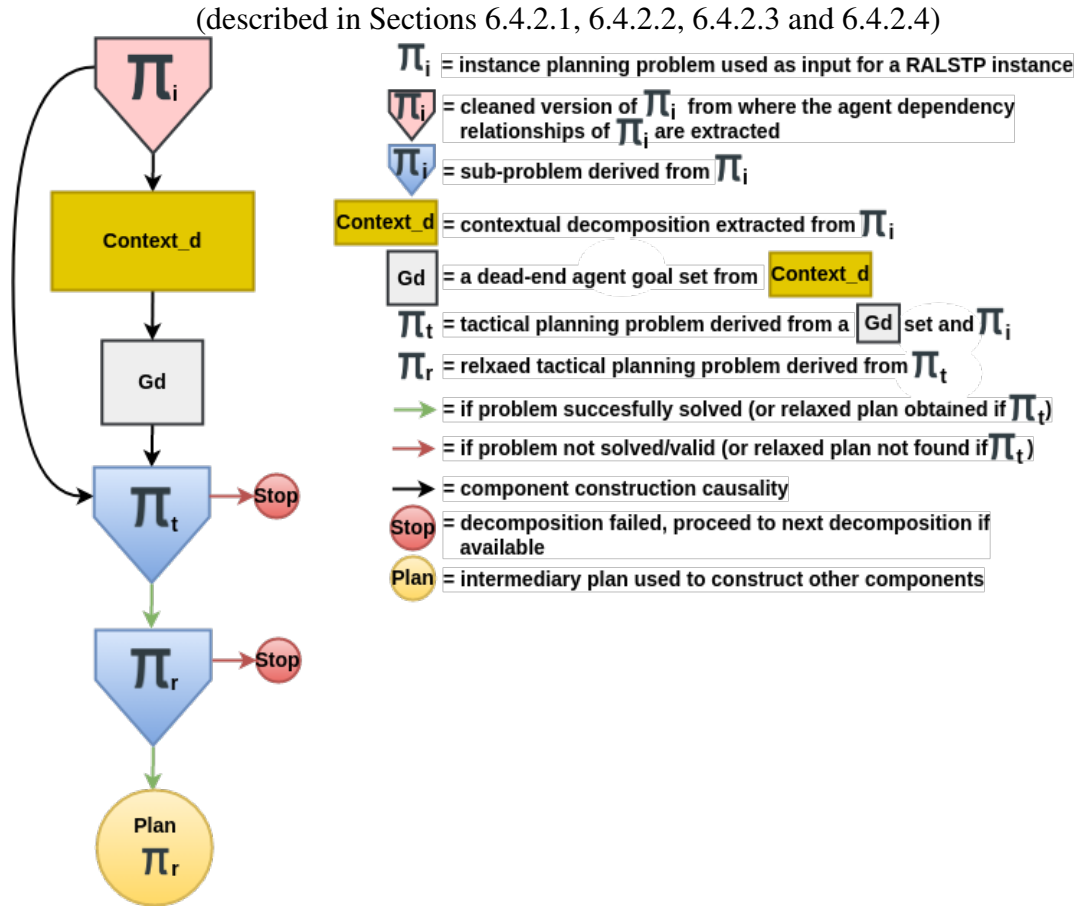 (described in Sections 6.4.2.1, 6.4.2.2, 6.4.2.3 and 6.4.2.4)
πi
Context_d
Gd
πt
Stop
πr
Stop
Plan
πr
πi = instance planning problem used as input for a RALSTP instance
πi = cleaned version of πi from where the agent dependency
relationships of πi are extracted
πi = sub-problem derived from πi
Context_d = contextual decomposition extracted from πi
Gd = a dead-end agent goal set from Context_d
πt = tactical planning problem derived from a Gd set and πi
πr = relxaed tactical planning problem derived from πt
= if problem succesfully solved (or relaxed plan obtained if πt)
= if problem not solved/valid (or relaxed plan not found if πt)
= component construction causality
Stop = decomposition failed, proceed to next decomposition if
available
Plan = intermediary plan used to construct other components